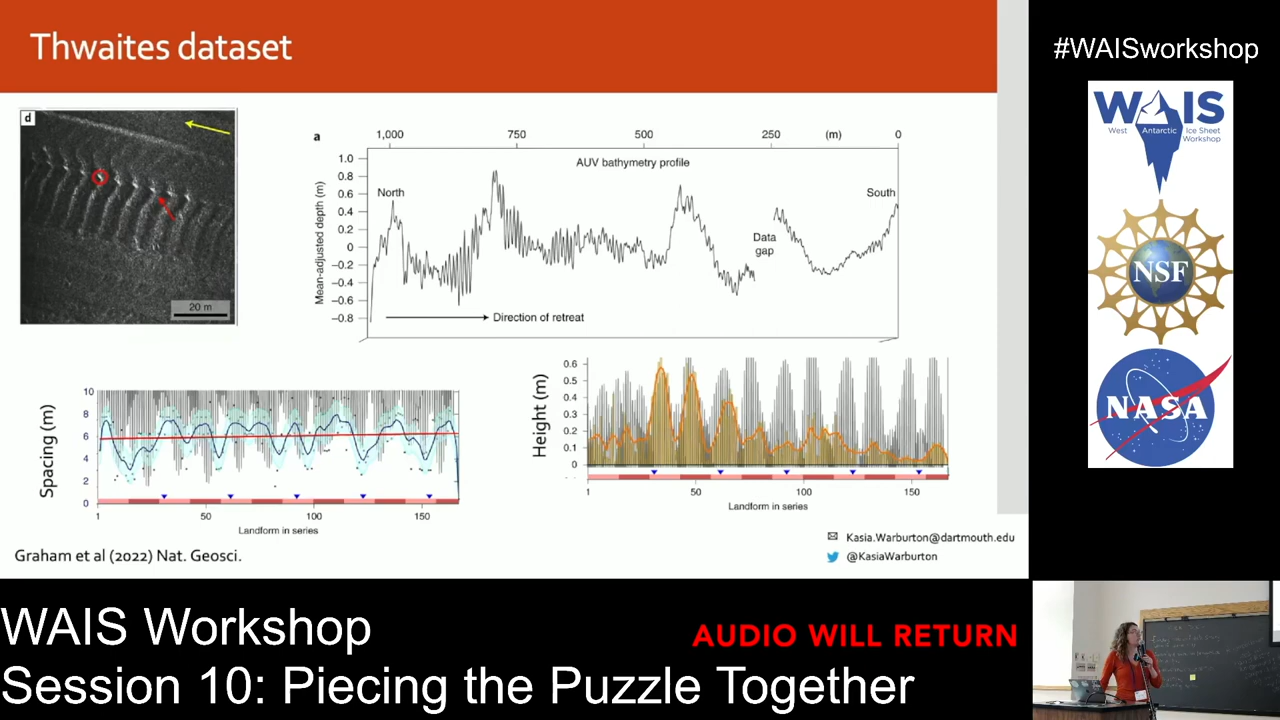 Thwaites dataset
#WAISworkshop
WAIS
West Antarctic Ice Sheet Workshop
NSF
NASA
d
20 m
a
1,000 750 500 250 (m) 0
AUV bathymetry profile
North
South
Data gap
Direction of retreat
Mean-adjusted depth (m)
1.0
0.8
0.6
0.4
0.2
0
−0.2
−0.4
−0.6
−0.8
Spacing (m)
10
8
6
4
2
0
1 50 100 150
Landform in series
Height (m)
0.6
0.5
0.4
0.3
0.2
0.1
0
1 50 100 150
Landform in series
Graham et al (2022) Nat. Geosci.
Kasia.Warburton@dartmouth.edu
@KasiaWarburton
WAIS Workshop
AUDIO WILL RETURN
Session 10: Piecing the Puzzle Together